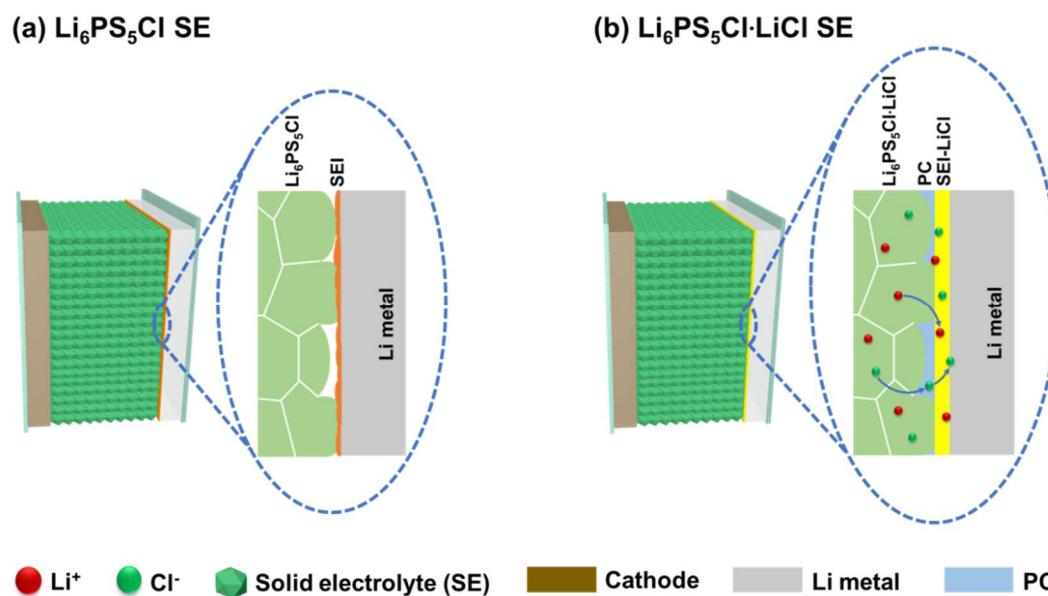 (a) Li₆PS₅Cl SE
(b) Li₆PS₅Cl·LiCl SE
Li₆PS₅Cl
SEI
Li metal
Li₆PS₅Cl·LiCl
PC
SEI-LiCl
Li metal
Li⁺
Cl⁻
Solid electrolyte (SE)
Cathode
Li metal
PC